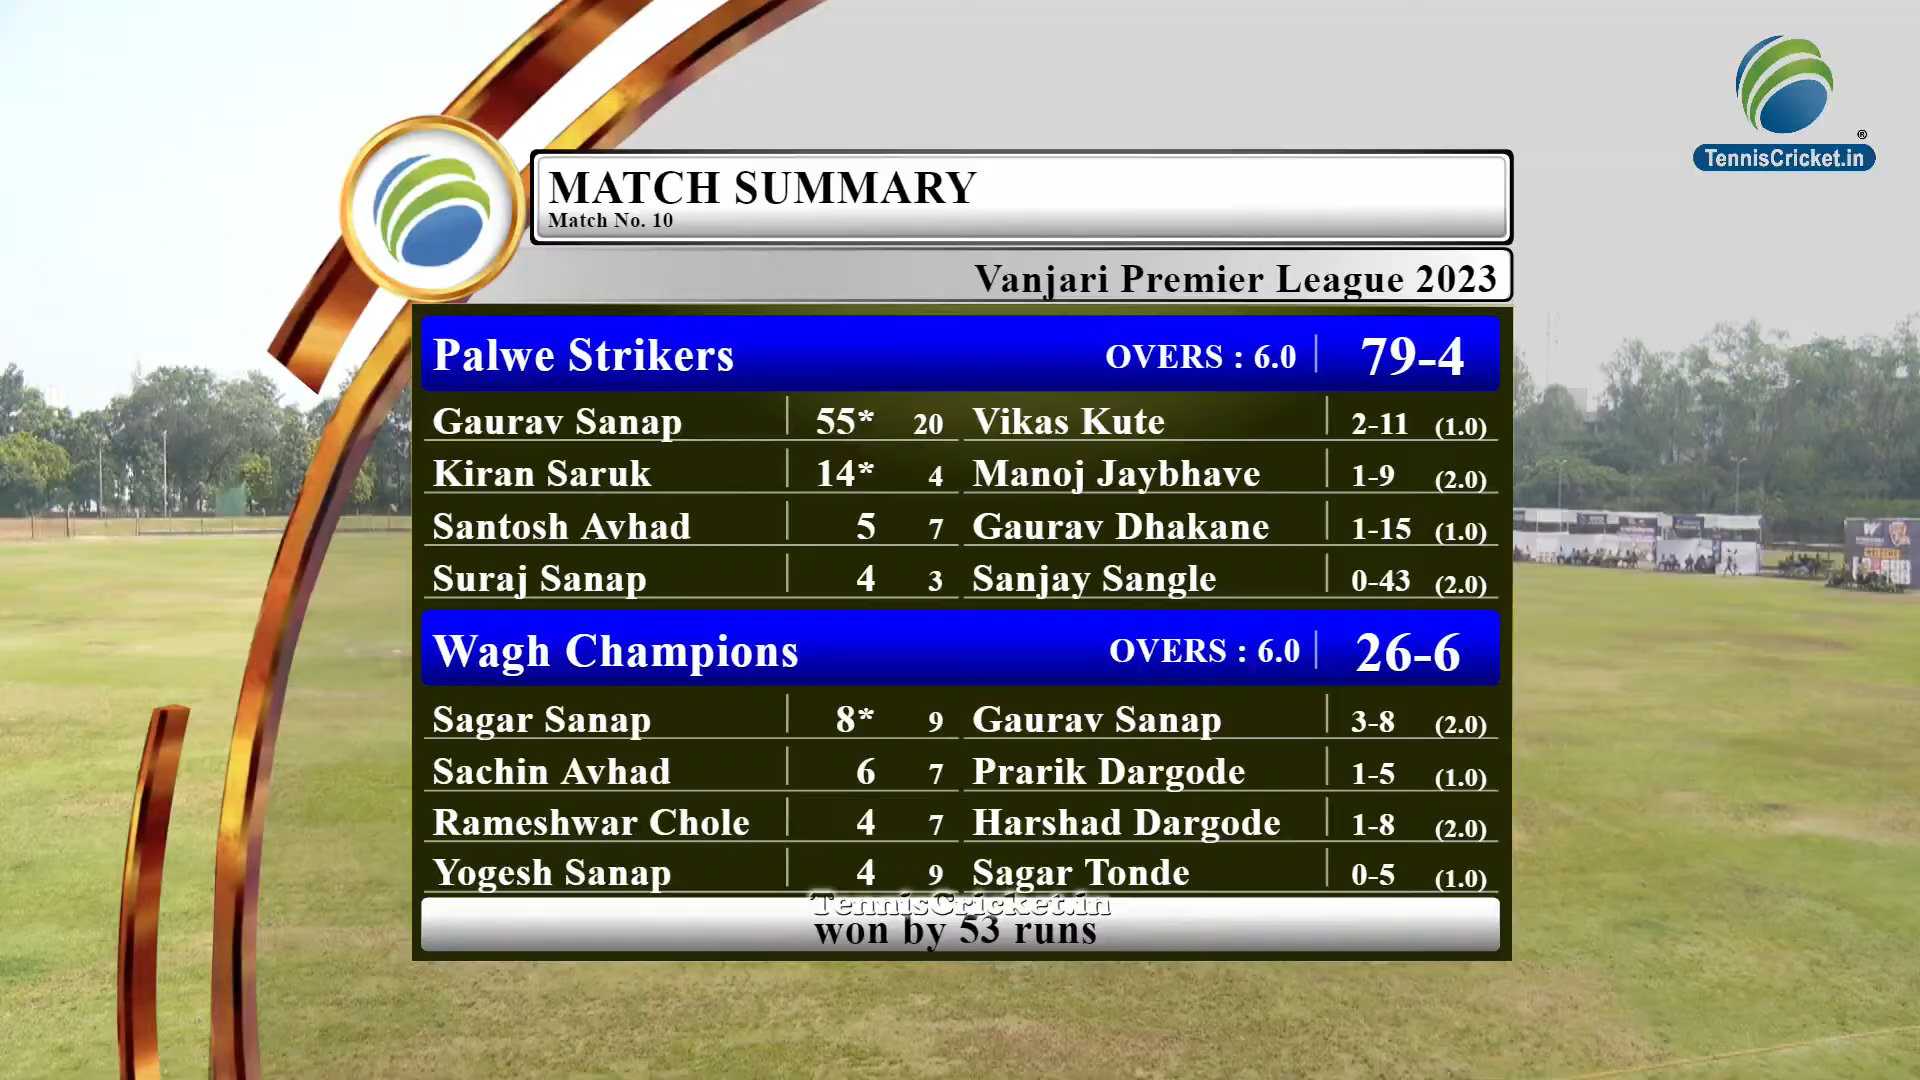 TennisCricket.in ®
MATCH SUMMARY
Match No. 10
Vanjari Premier League 2023
Palwe Strikers OVERS : 6.0 79-4
Gaurav Sanap 55* 20 Vikas Kute 2-11 (1.0)
Kiran Saruk 14* 4 Manoj Jaybhave 1-9 (2.0)
Santosh Avhad 5 7 Gaurav Dhakane 1-15 (1.0)
Suraj Sanap 4 3 Sanjay Sangle 0-43 (2.0)
Wagh Champions OVERS : 6.0 26-6
Sagar Sanap 8* 9 Gaurav Sanap 3-8 (2.0)
Sachin Avhad 6 7 Prarik Dargode 1-5 (1.0)
Rameshwar Chole 4 7 Harshad Dargode 1-8 (2.0)
Yogesh Sanap 4 9 Sagar Tonde 0-5 (1.0)
TennisCricket.in
won by 53 runs